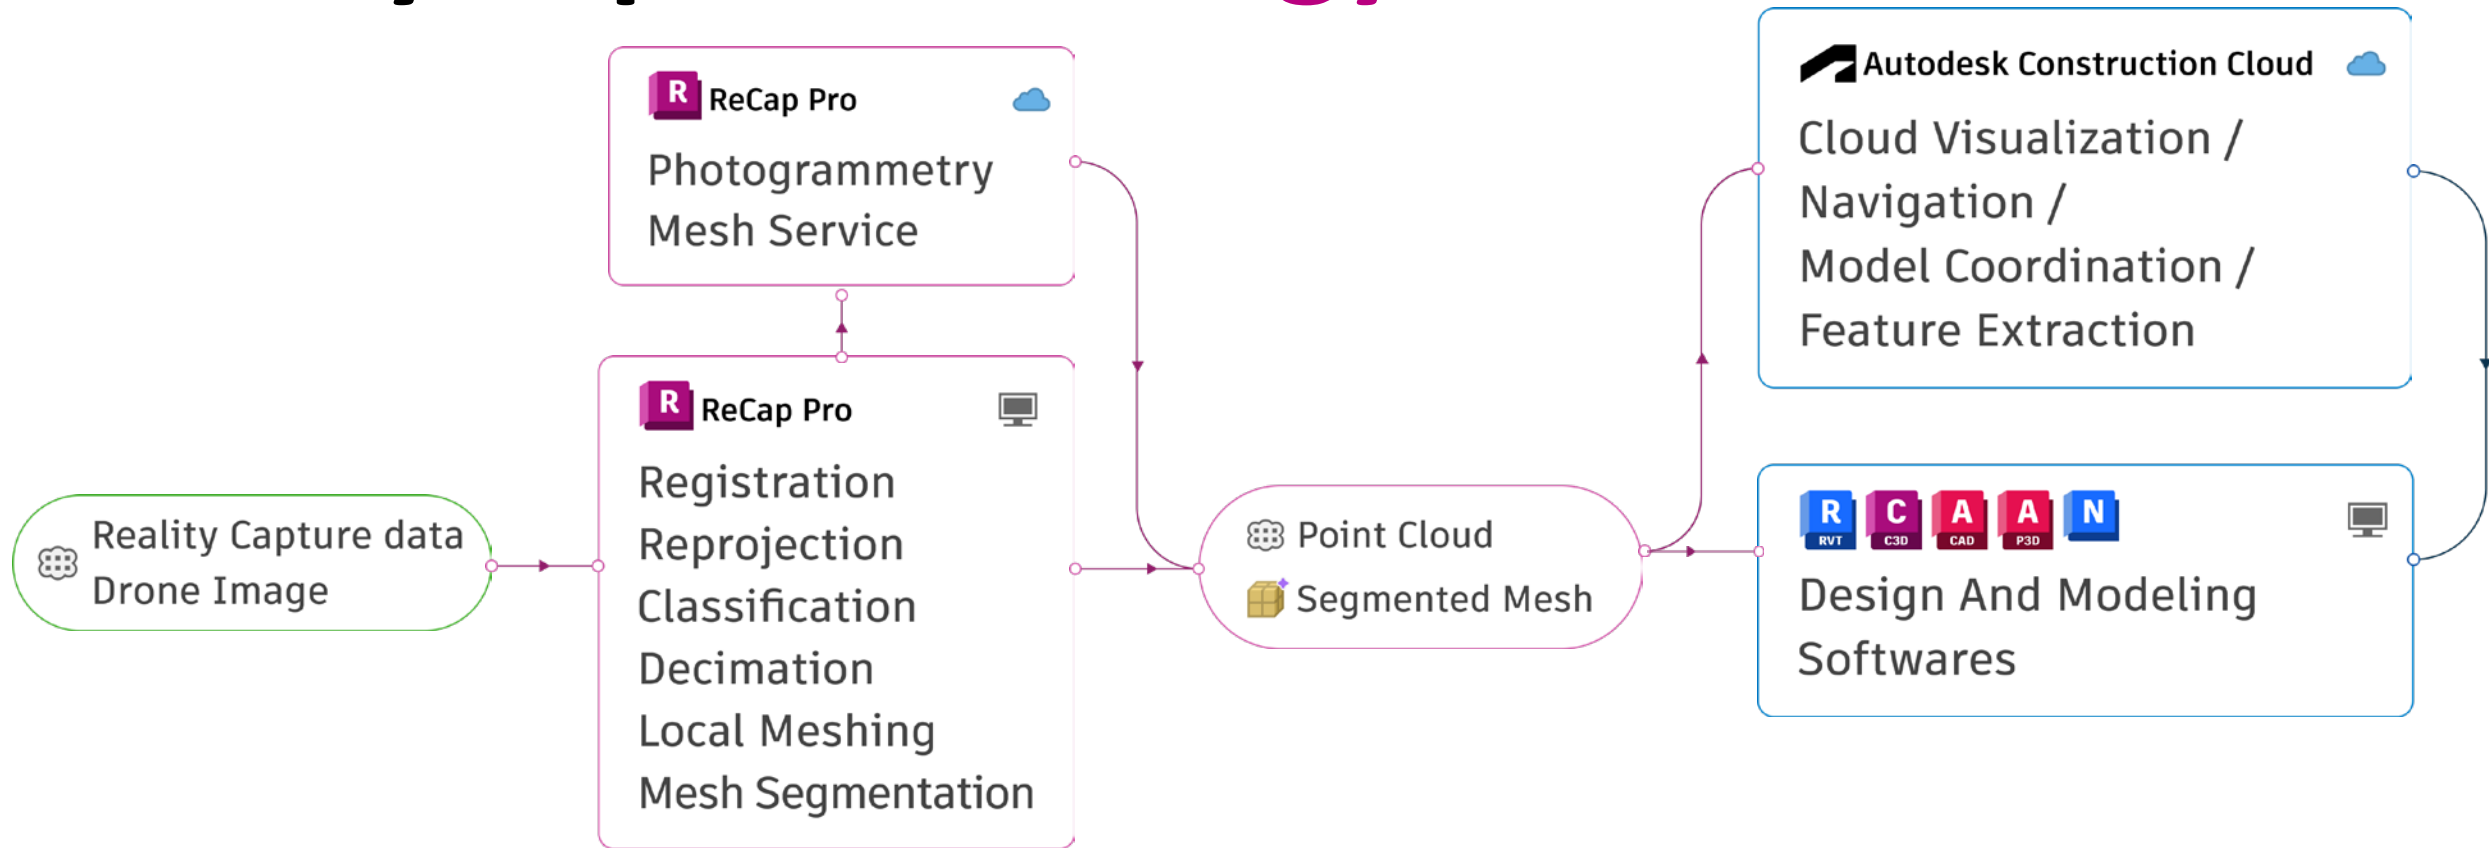 Reality Capture data
Drone Image
R ReCap Pro
Photogrammetry
Mesh Service
R ReCap Pro
Registration
Reprojection
Classification
Decimation
Local Meshing
Mesh Segmentation
Point Cloud
Segmented Mesh
Autodesk Construction Cloud
Cloud Visualization /
Navigation /
Model Coordination /
Feature Extraction
R C A A N
RVT C3D CAD P3D
Design And Modeling
Softwares